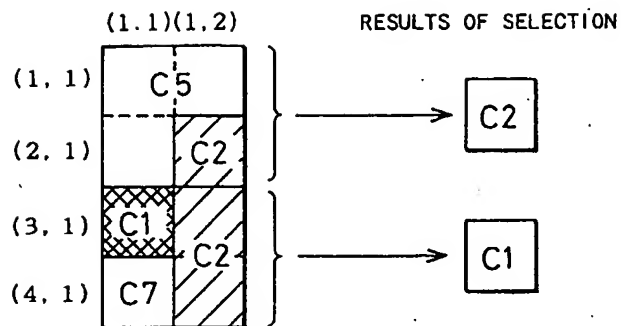 (1.1)(1,2) RESULTS OF SELECTION
(1, 1) C5
C2
(2, 1) C2
(3, 1) C1
C2 C1
(4, 1) C7